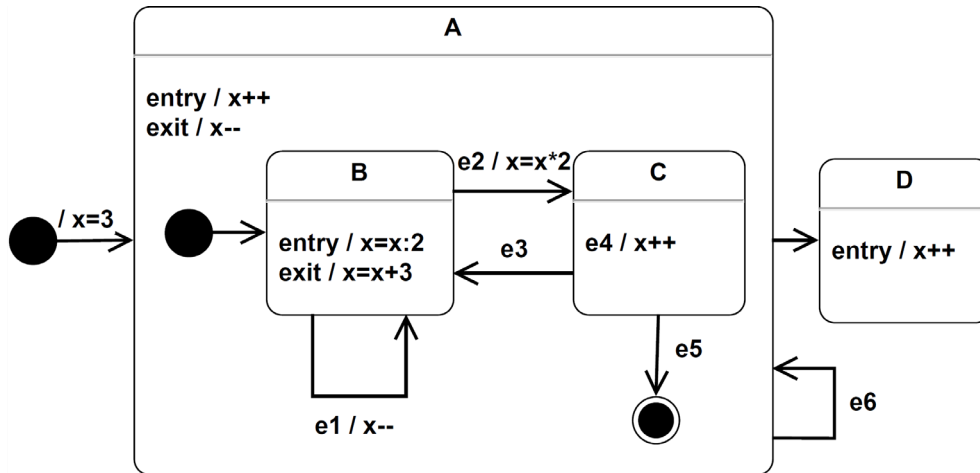 A
entry / x++
exit / x--
/ x=3
B
entry / x=x:2
exit / x=x+3
e1 / x--
e2 / x=x*2
e3
C
e4 / x++
e5
D
entry / x++
e6